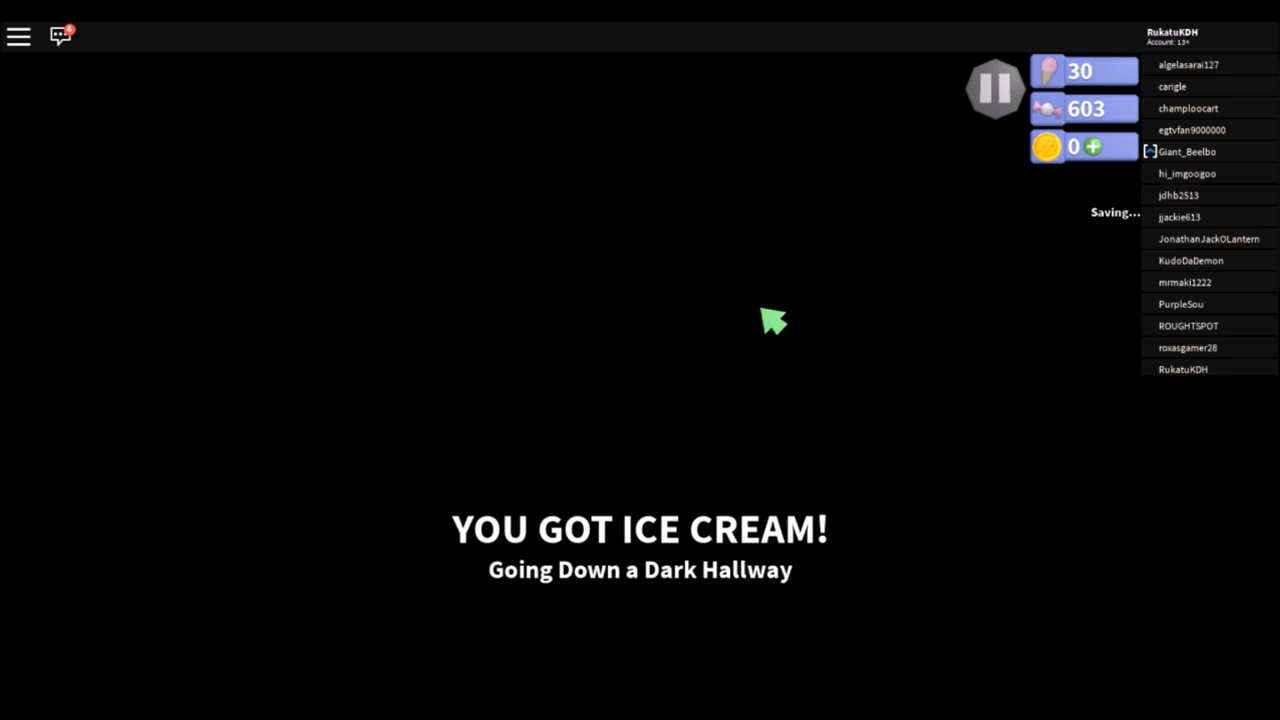 4
RukatuKDH
Account: 13+
30
603
0
Saving...
algelasarai127
carigle
champloocart
egtvfan9000000
Giant_Beelbo
hi_imgoogoo
jdhb2513
jjackie613
JonathanJackOLantern
KudoDaDemon
mrmaki1222
PurpleSou
ROUGHTSPOT
roxasgamer28
RukatuKDH
YOU GOT ICE CREAM!
Going Down a Dark Hallway